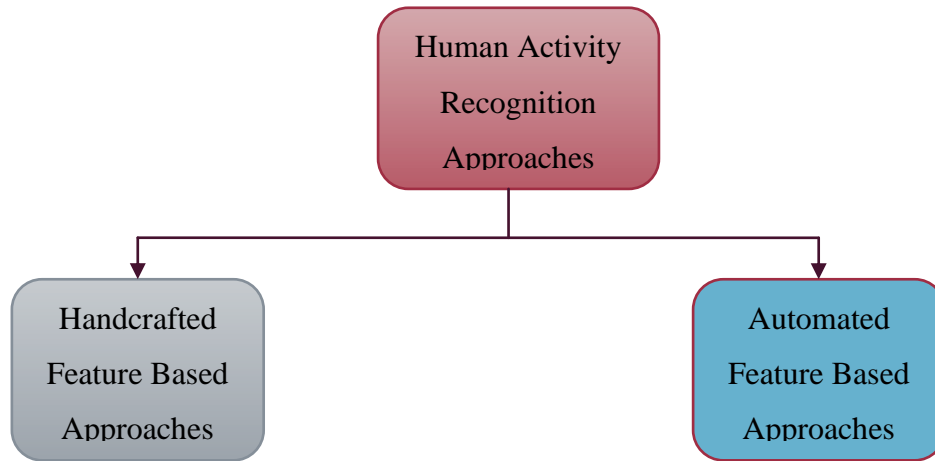 Human Activity
Recognition
Approaches
Handcrafted
Feature Based
Approaches
Automated
Feature Based
Approaches